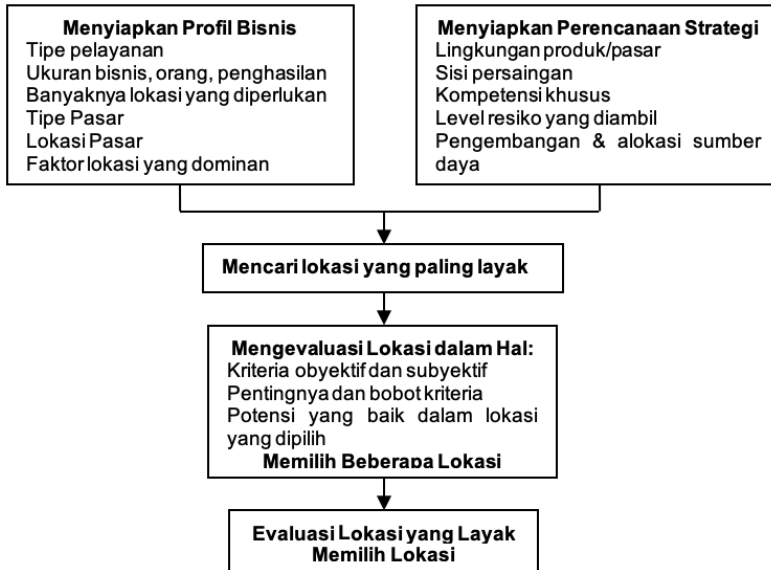 Menyiapkan Profil Bisnis
Tipe pelayanan
Ukuran bisnis, orang, penghasilan
Banyaknya lokasi yang diperlukan
Tipe Pasar
Lokasi Pasar
Faktor lokasi yang dominan
Menyiapkan Perencanaan Strategi
Lingkungan produk/pasar
Sisi persaingan
Kompetensi khusus
Level resiko yang diambil
Pengembangan & alokasi sumber
daya
Mencari lokasi yang paling layak
Mengevaluasi Lokasi dalam Hal:
Kriteria obyektif dan subyektif
Pentingnya dan bobot kriteria
Potensi yang baik dalam lokasi
yang dipilih
Memilih Beberapa Lokasi
Evaluasi Lokasi yang Layak
Memilih Lokasi